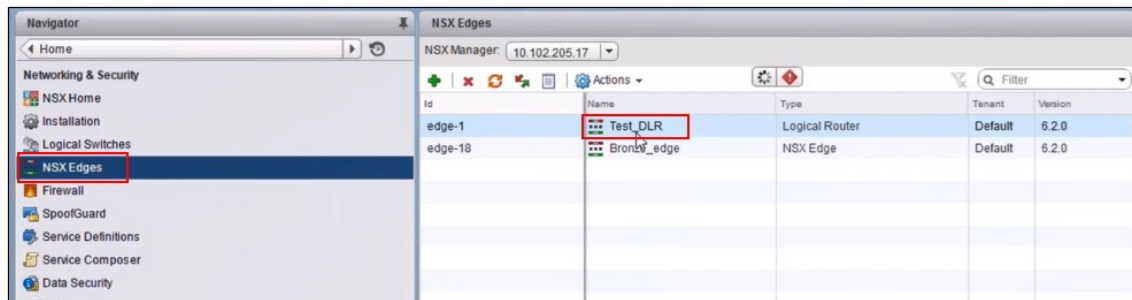 Navigator
Home
Networking & Security
NSX Home
Installation
Logical Switches
NSX Edges
Firewall
SpoofGuard
Service Definitions
Service Composer
Data Security
NSX Edges
NSX Manager: 10.102.205.17
Actions
Filter
Id Name Type Tenant Version
edge-1 Test_DLR Logical Router Default 6.2.0
edge-18 Bronze_edge NSX Edge Default 6.2.0